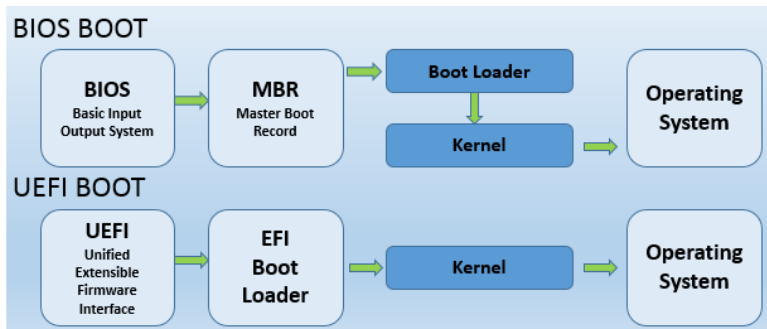 BIOS BOOT
BIOS
Basic Input
Output System
MBR
Master Boot
Record
Boot Loader
Kernel
Operating
System
UEFI BOOT
UEFI
Unified
Extensible
Firmware
Interface
EFI
Boot
Loader
Kernel
Operating
System